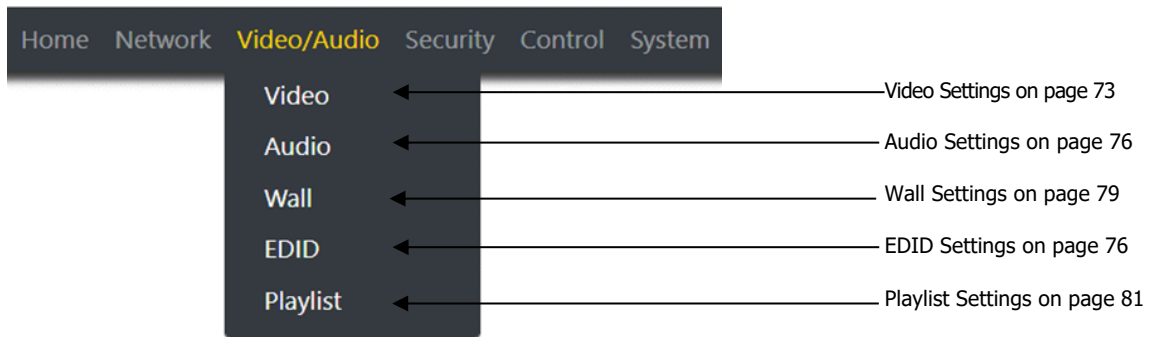 Home Network Video/Audio Security Control System
Video
Video Settings on page 73
Audio
Audio Settings on page 76
Wall
Wall Settings on page 79
EDID
EDID Settings on page 76
Playlist
Playlist Settings on page 81